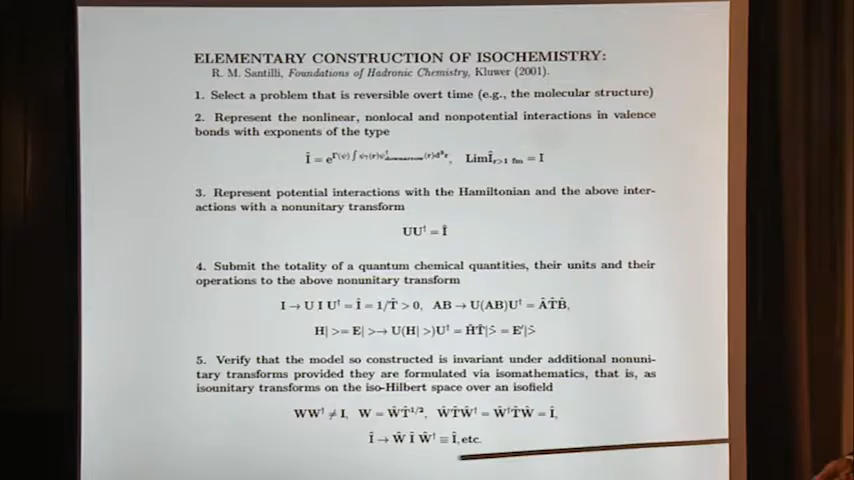 ELEMENTARY CONSTRUCTION OF ISOCHEMISTRY:
R. M. Santilli, Foundations of Hadronic Chemistry, Kluwer (2001).
1. Select a problem that is reversible overt time (e.g., the molecular structure)
2. Represent the nonlinear, nonlocal and nonpotential interactions in valence
bonds with exponents of the type
Î = e^{Γ(ψ) ∫ ψ↑(r)ψ†_{downarrow}(r)d³r}, LimÎ_{r>1 fm} = I
3. Represent potential interactions with the Hamiltonian and the above inter-
actions with a nonunitary transform
UU† = Î
4. Submit the totality of a quantum chemical quantities, their units and their
operations to the above nonunitary transform
I → U I U† = Î = 1/T̂ > 0, AB → U(AB)U† = ÂT̂B̂,
H| >= E| >→ U(H| >)U† = ĤT̂|>̂ = E′|>̂
5. Verify that the model so constructed is invariant under additional nonuni-
tary transforms provided they are formulated via isomathematics, that is, as
isounitary transforms on the iso-Hilbert space over an isofield
WW† ≠ I, W = ŴT̂^{1/2}, ŴT̂Ŵ† = Ŵ†T̂Ŵ = Î,
Î → Ŵ Î Ŵ† ≡ Î, etc.